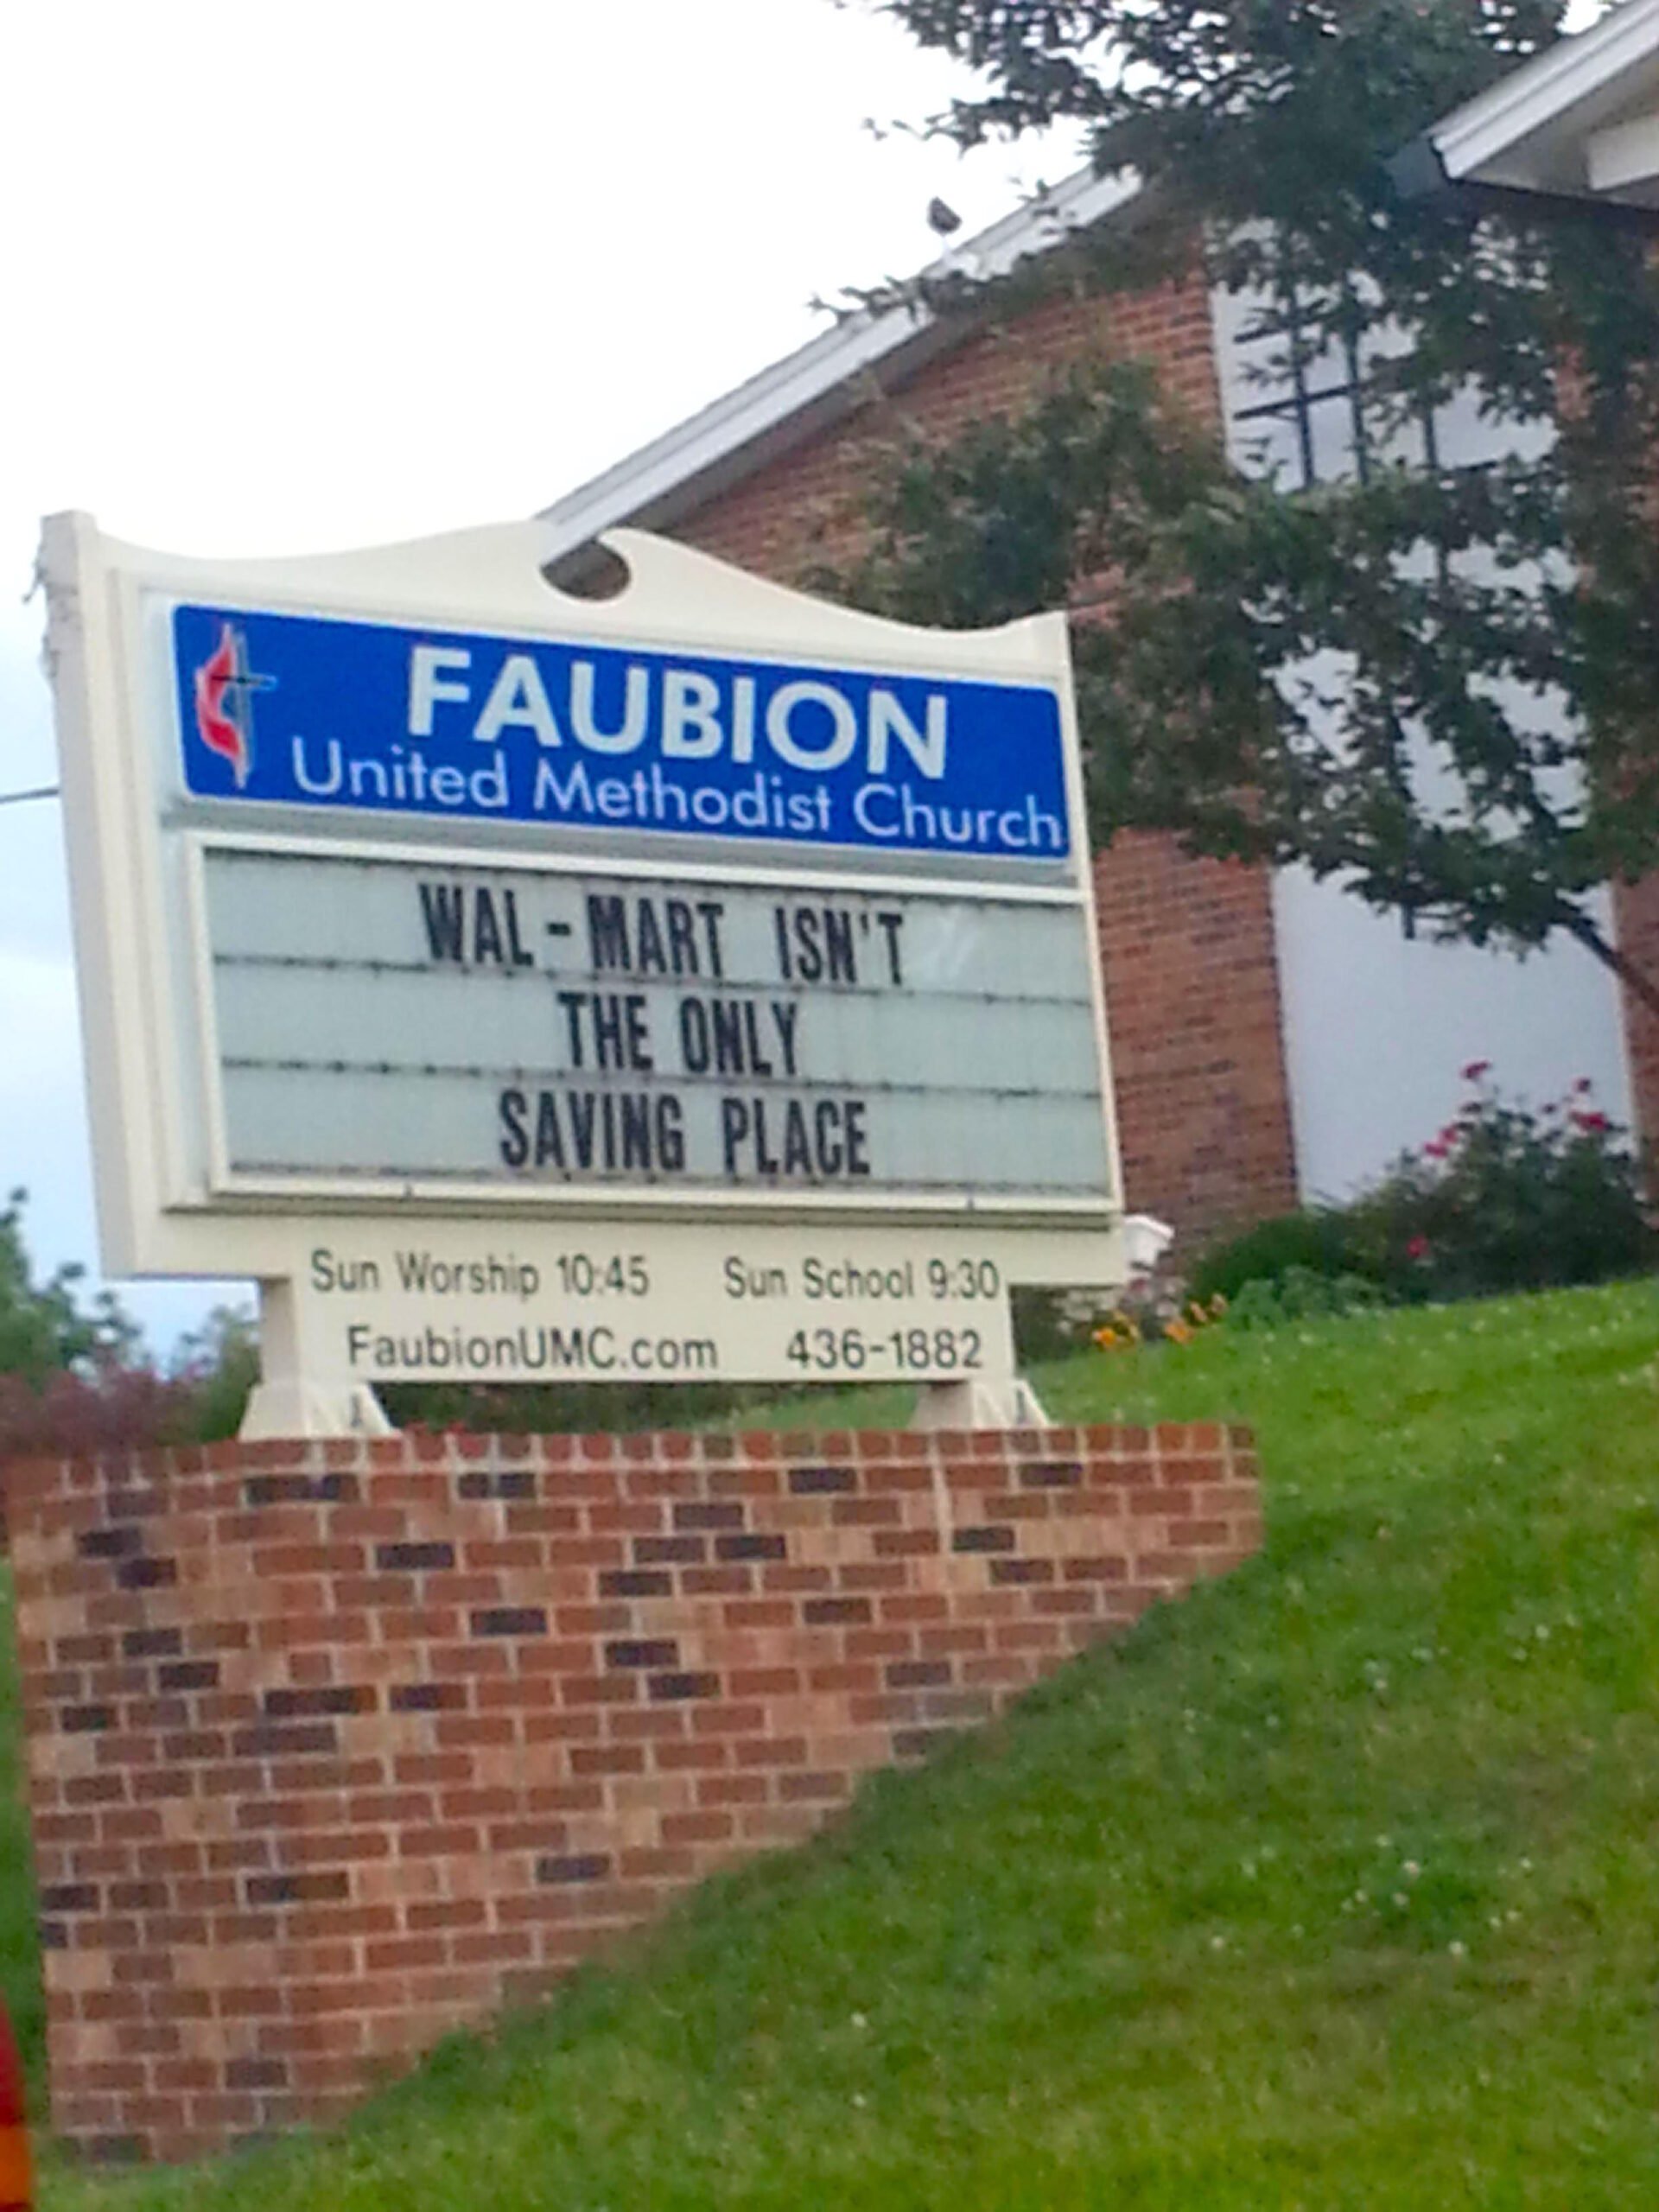 FAUBION
United Methodist Church
WAL-MART ISN'T
THE ONLY
SAVING PLACE
Sun Worship 10:45 Sun School 9:30
FaubionUMC.com 436-1882